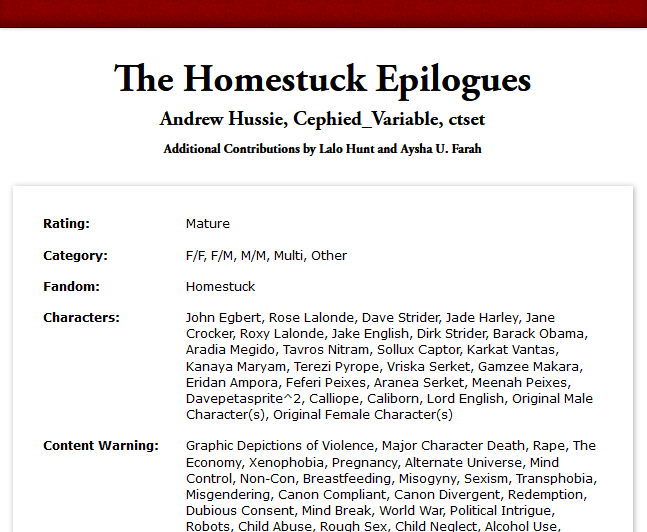 The Homestuck Epilogues
Andrew Hussie, Cephied_Variable, ctset
Additional Contributions by Lalo Hunt and Aysha U. Farah
Rating: Mature
Category: F/F, F/M, M/M, Multi, Other
Fandom: Homestuck
Characters: John Egbert, Rose Lalonde, Dave Strider, Jade Harley, Jane
Crocker, Roxy Lalonde, Jake English, Dirk Strider, Barack Obama,
Aradia Megido, Tavros Nitram, Sollux Captor, Karkat Vantas,
Kanaya Maryam, Terezi Pyrope, Vriska Serket, Gamzee Makara,
Eridan Ampora, Feferi Peixes, Aranea Serket, Meenah Peixes,
Davepetasprite^2, Calliope, Caliborn, Lord English, Original Male
Character(s), Original Female Character(s)
Content Warning: Graphic Depictions of Violence, Major Character Death, Rape, The
Economy, Xenophobia, Pregnancy, Alternate Universe, Mind
Control, Non-Con, Breastfeeding, Misogyny, Sexism, Transphobia,
Misgendering, Canon Compliant, Canon Divergent, Redemption,
Dubious Consent, Mind Break, World War, Political Intrigue,
Robots, Child Abuse, Rough Sex, Child Neglect, Alcohol Use,